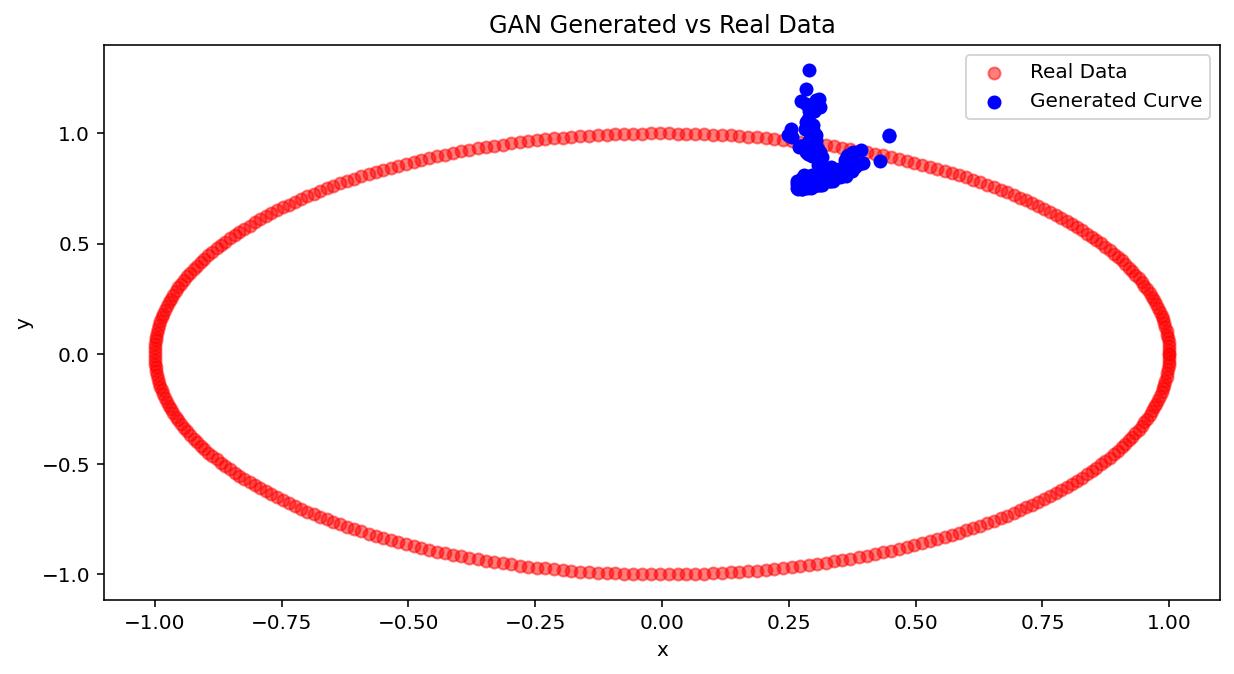 GAN Generated vs Real Data
Real Data
Generated Curve
1.0
0.5
0.0
−0.5
−1.0
y
−1.00 −0.75 −0.50 −0.25 0.00 0.25 0.50 0.75 1.00
x